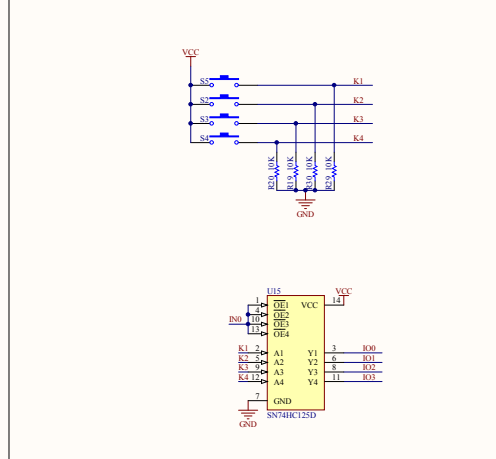 VCC
S5 K1
S2 K2
S3 K3
S4 K4
R20 10K
R19 10K
R30 10K
R29 10K
GND
U15 VCC
1 OE1 VCC 14
4 OE2
IN0 10 OE3
13 OE4
K1 2 A1 Y1 3 IO0
K2 5 A2 Y2 6 IO1
K3 9 A3 Y3 8 IO2
K4 12 A4 Y4 11 IO3
7 GND
SN74HC125D
GND